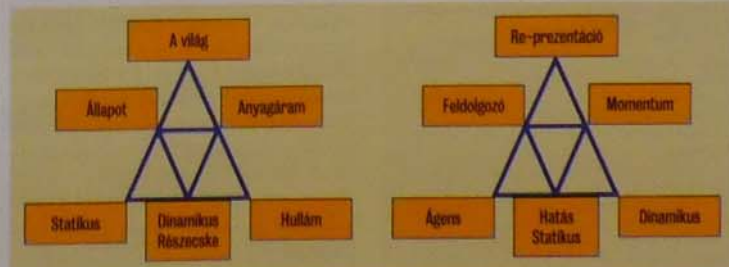 A világ
Re-prezentáció
Állapot
Anyagáram
Feldolgozó
Momentum
Statikus
Dinamikus
Részecske
Hullám
Ágens
Hatás
Statikus
Dinamikus